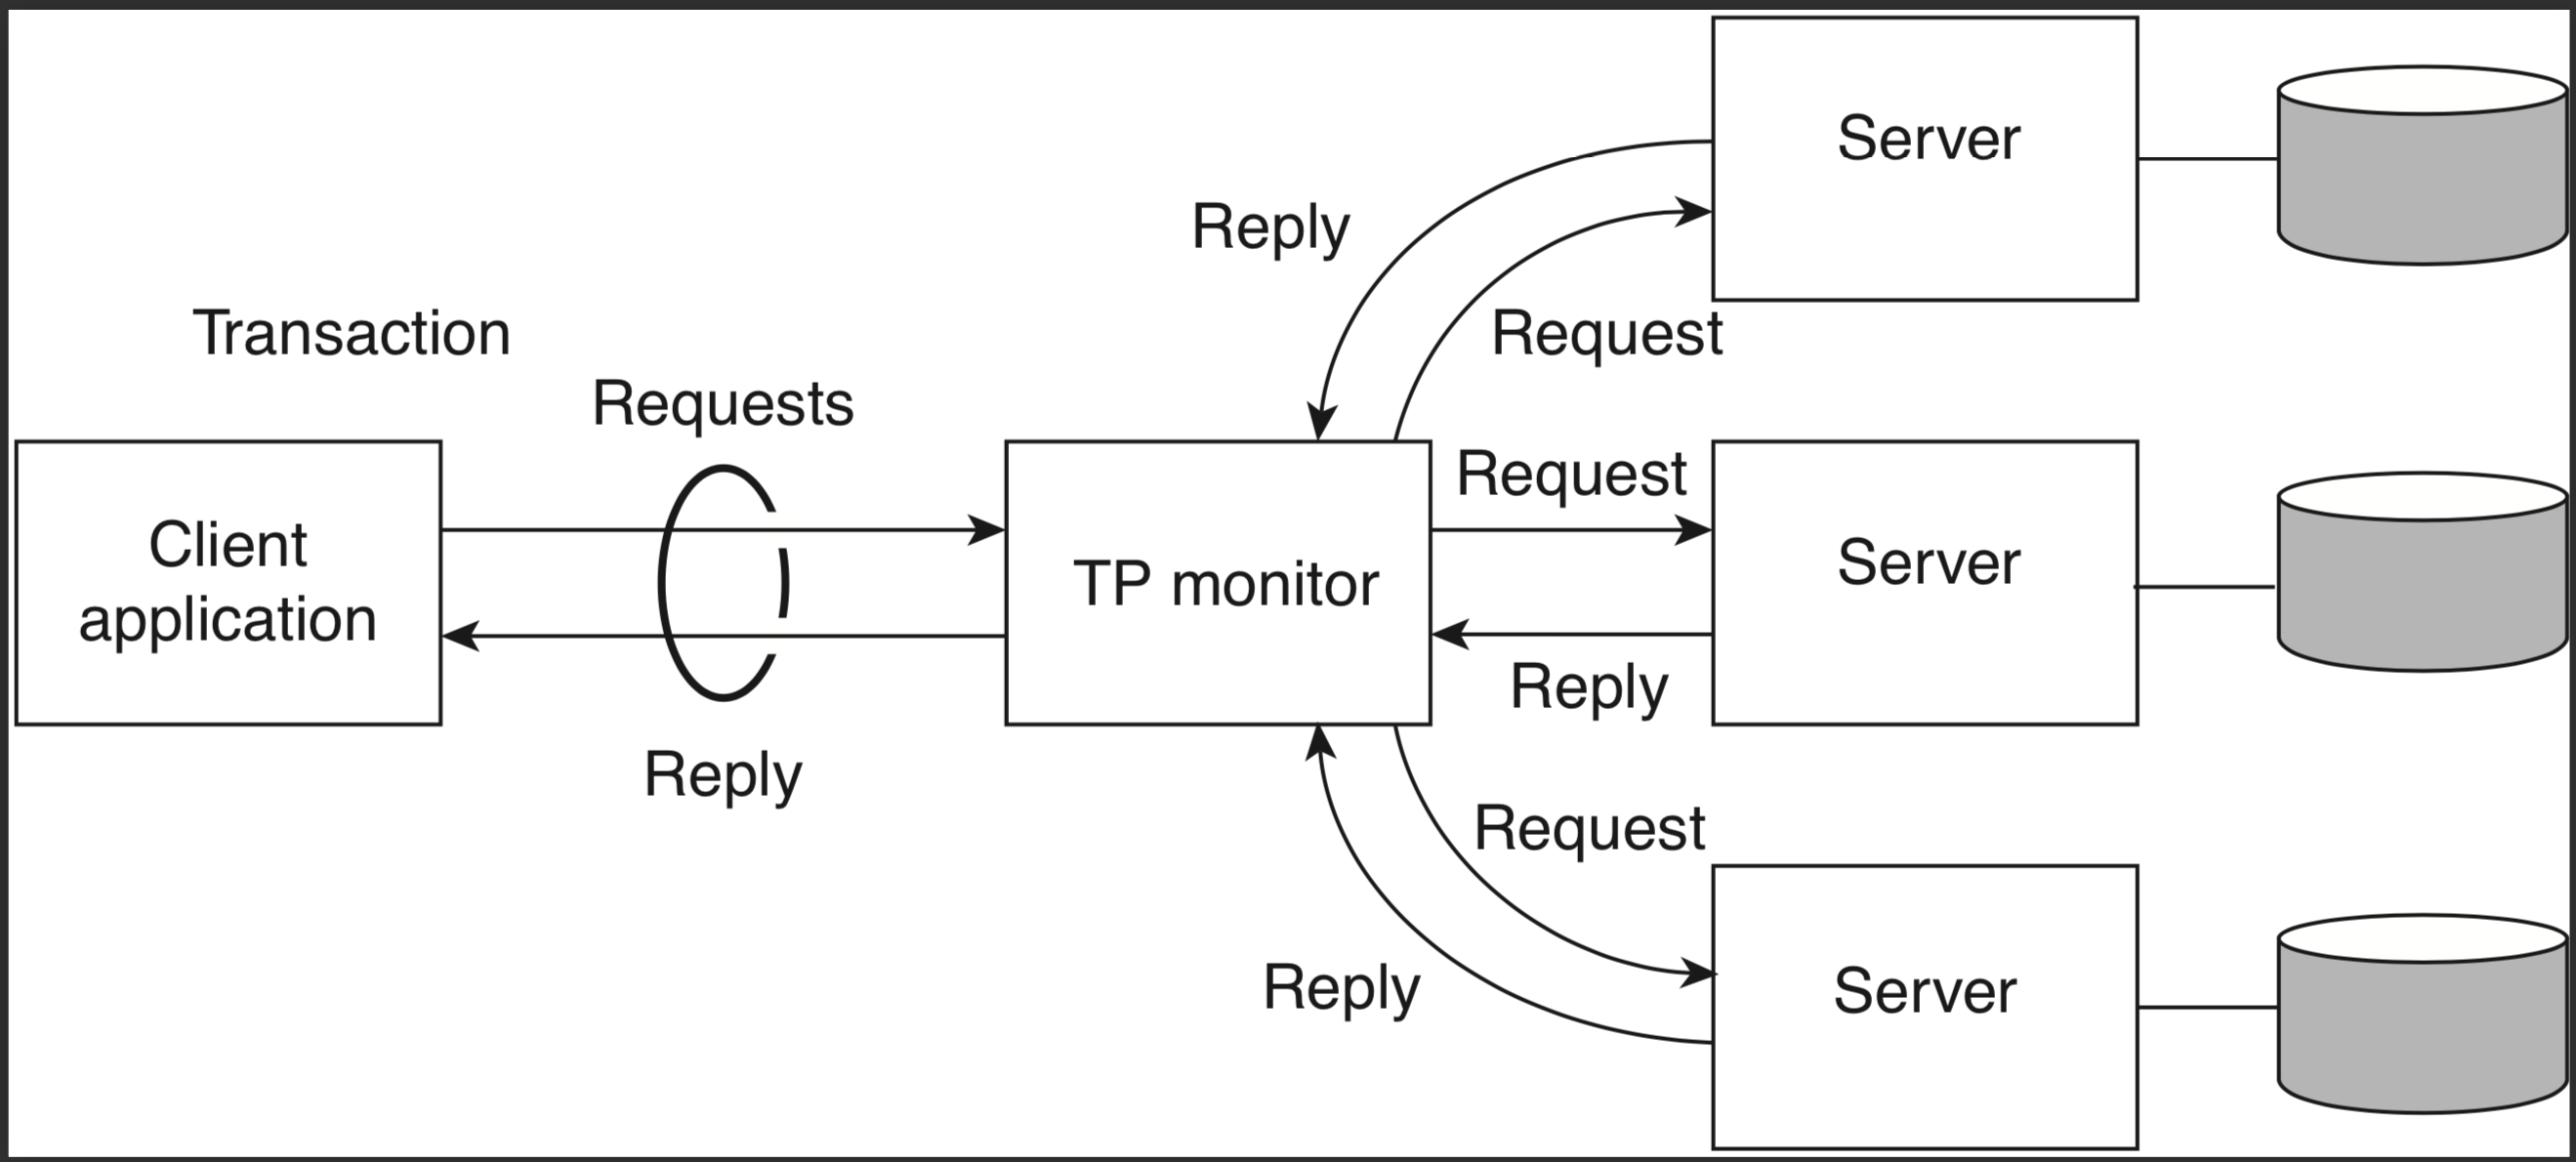 Server
Reply
Transaction
Request
Requests
Request
Client
application
TP monitor
Server
Reply
Reply
Request
Reply
Server